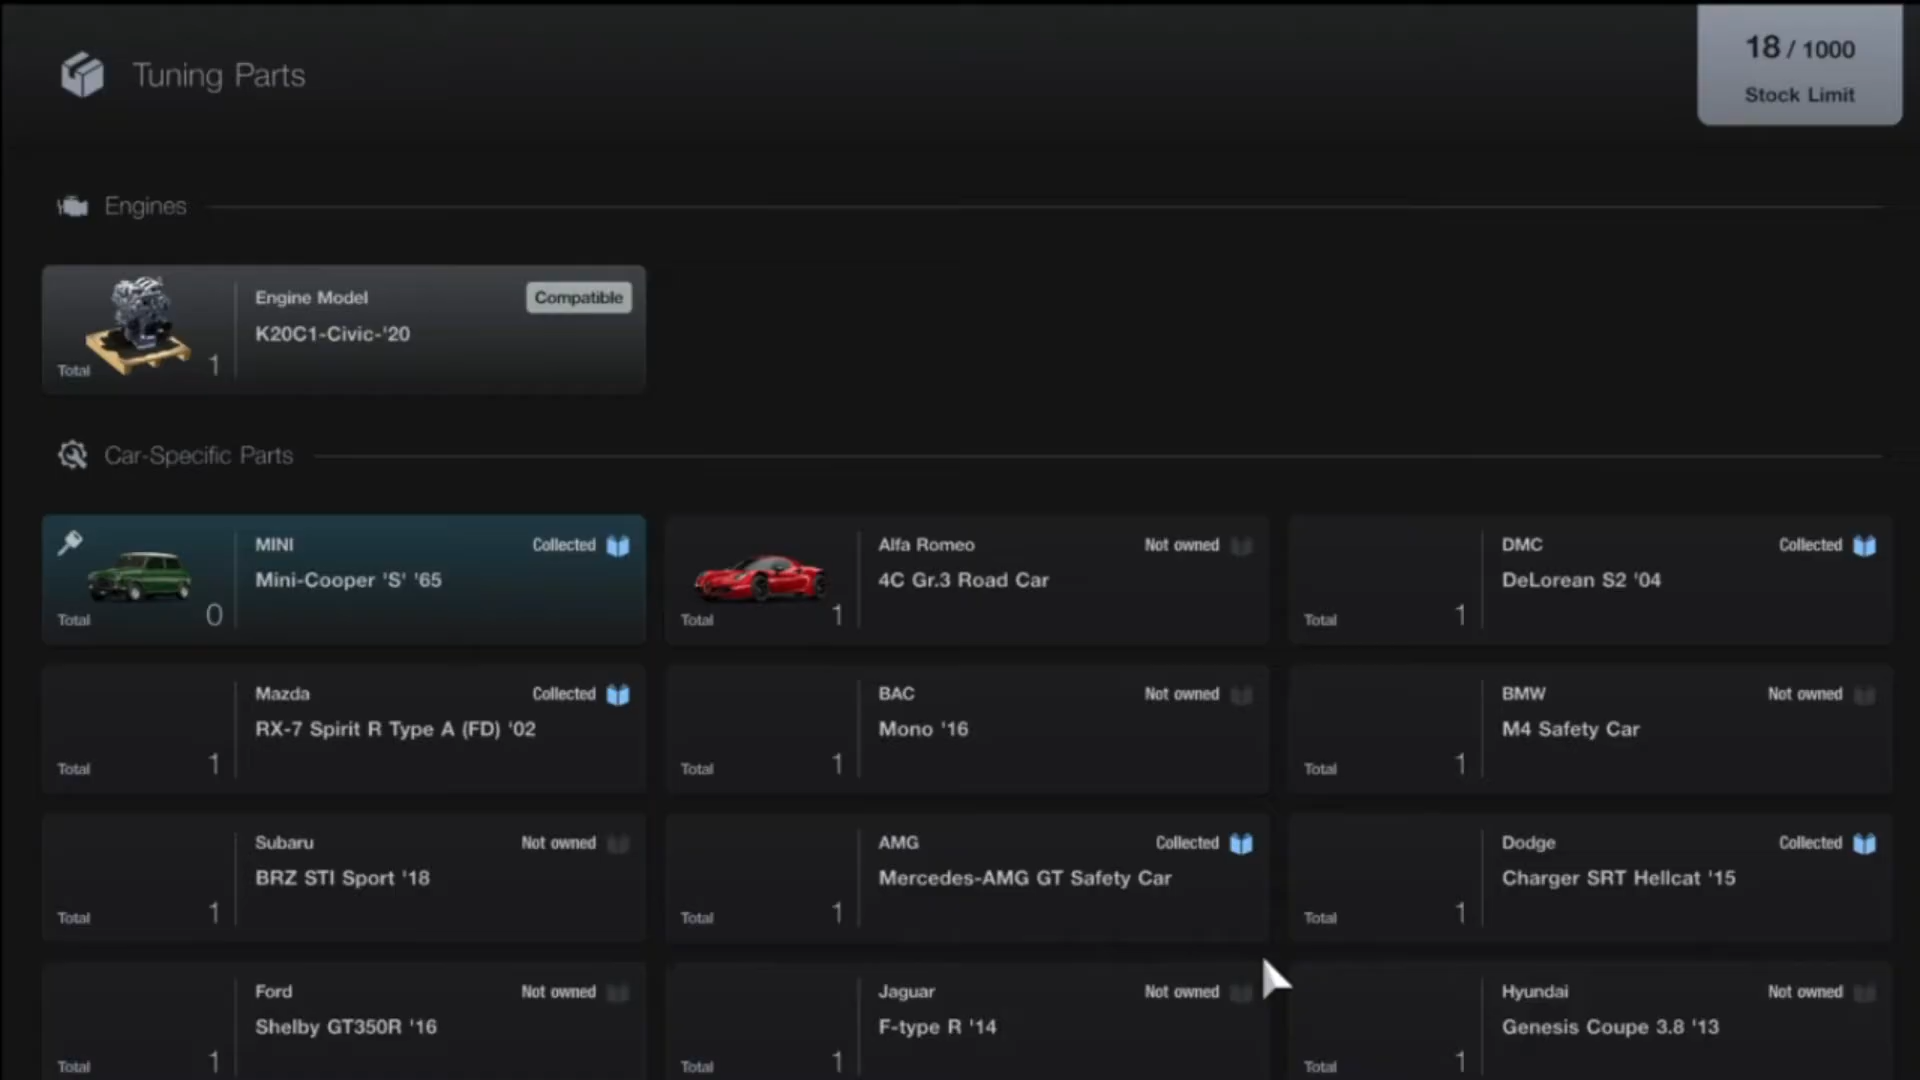 Tuning Parts
18 / 1000
Stock Limit
Engines
Engine Model
Compatible
K20C1-Civic-'20
Total 1
Car-Specific Parts
MINI
Collected
Mini-Cooper 'S' '65
Total 0
Alfa Romeo
Not owned
4C Gr.3 Road Car
Total 1
DMC
Collected
DeLorean S2 '04
Total 1
Mazda
Collected
RX-7 Spirit R Type A (FD) '02
Total 1
BAC
Not owned
Mono '16
Total 1
BMW
Not owned
M4 Safety Car
Total 1
Subaru
Not owned
BRZ STI Sport '18
Total 1
AMG
Collected
Mercedes-AMG GT Safety Car
Total 1
Dodge
Collected
Charger SRT Hellcat '15
Total 1
Ford
Not owned
Shelby GT350R '16
Total 1
Jaguar
Not owned
F-type R '14
Total 1
Hyundai
Not owned
Genesis Coupe 3.8 '13
Total 1